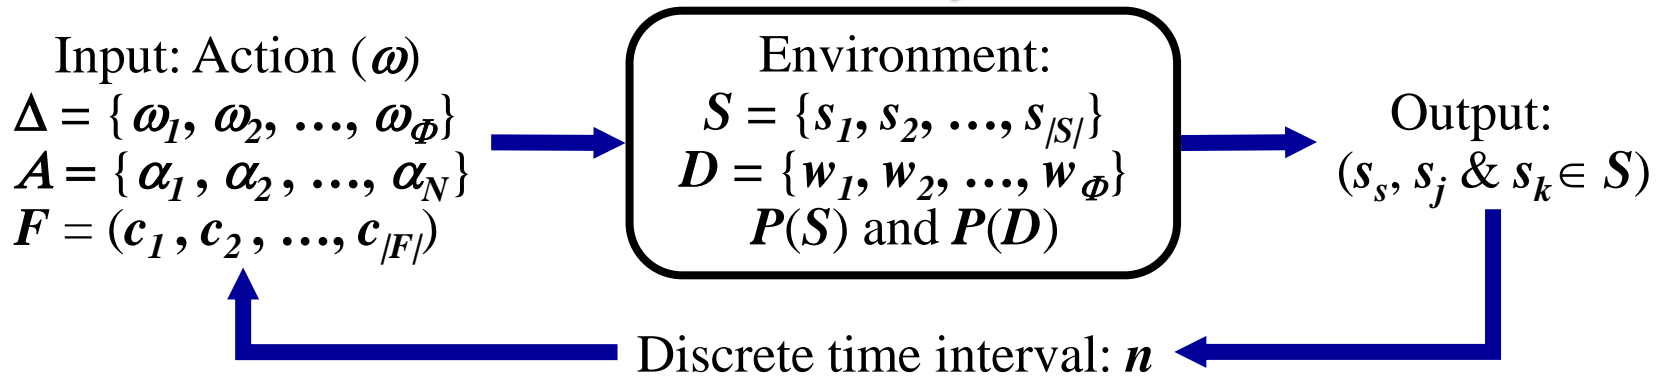 Input: Action (ω)
Δ = {ω1, ω2, …, ωΦ}
A = {α1, α2, …, αN}
F = (c1, c2, …, c|F|)
Environment:
S = {s1, s2, …, s|S|}
D = {w1, w2, …, wΦ}
P(S) and P(D)
Output:
(ss, sj & sk ∈ S)
Discrete time interval: n